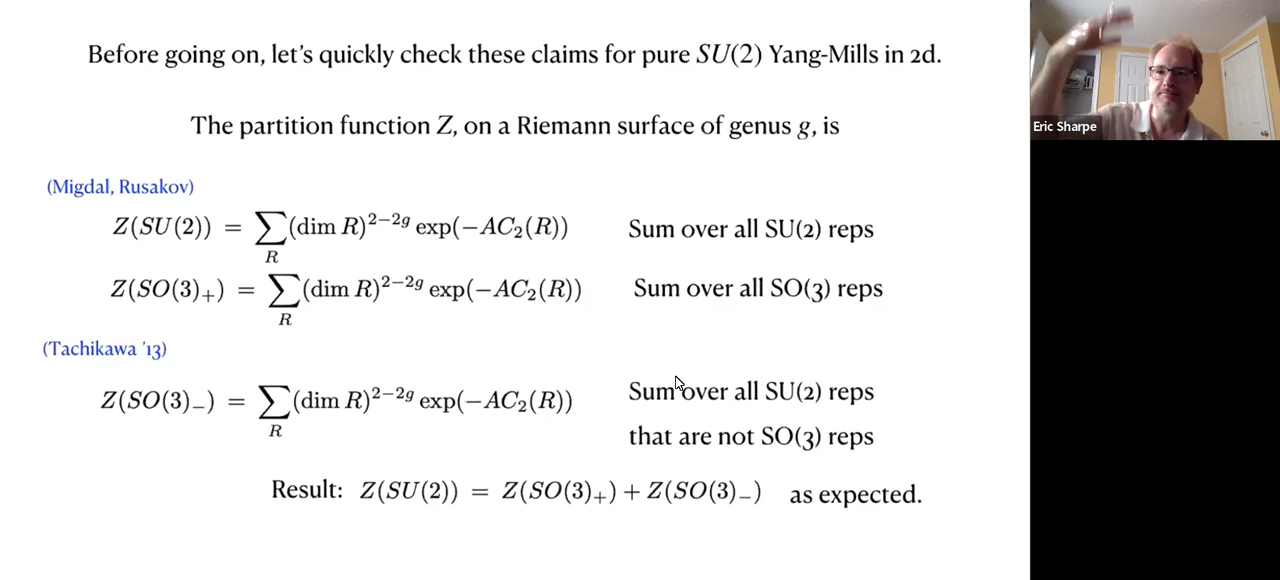 Before going on, let's quickly check these claims for pure SU(2) Yang-Mills in 2d.
The partition function Z, on a Riemann surface of genus g, is
(Migdal, Rusakov)
Z(SU(2)) = ∑_R (dim R)^{2−2g} exp(−AC₂(R)) Sum over all SU(2) reps
Z(SO(3)₊) = ∑_R (dim R)^{2−2g} exp(−AC₂(R)) Sum over all SO(3) reps
(Tachikawa '13)
Z(SO(3)₋) = ∑_R (dim R)^{2−2g} exp(−AC₂(R)) Sum over all SU(2) reps
that are not SO(3) reps
Result: Z(SU(2)) = Z(SO(3)₊) + Z(SO(3)₋) as expected.
Eric Sharpe